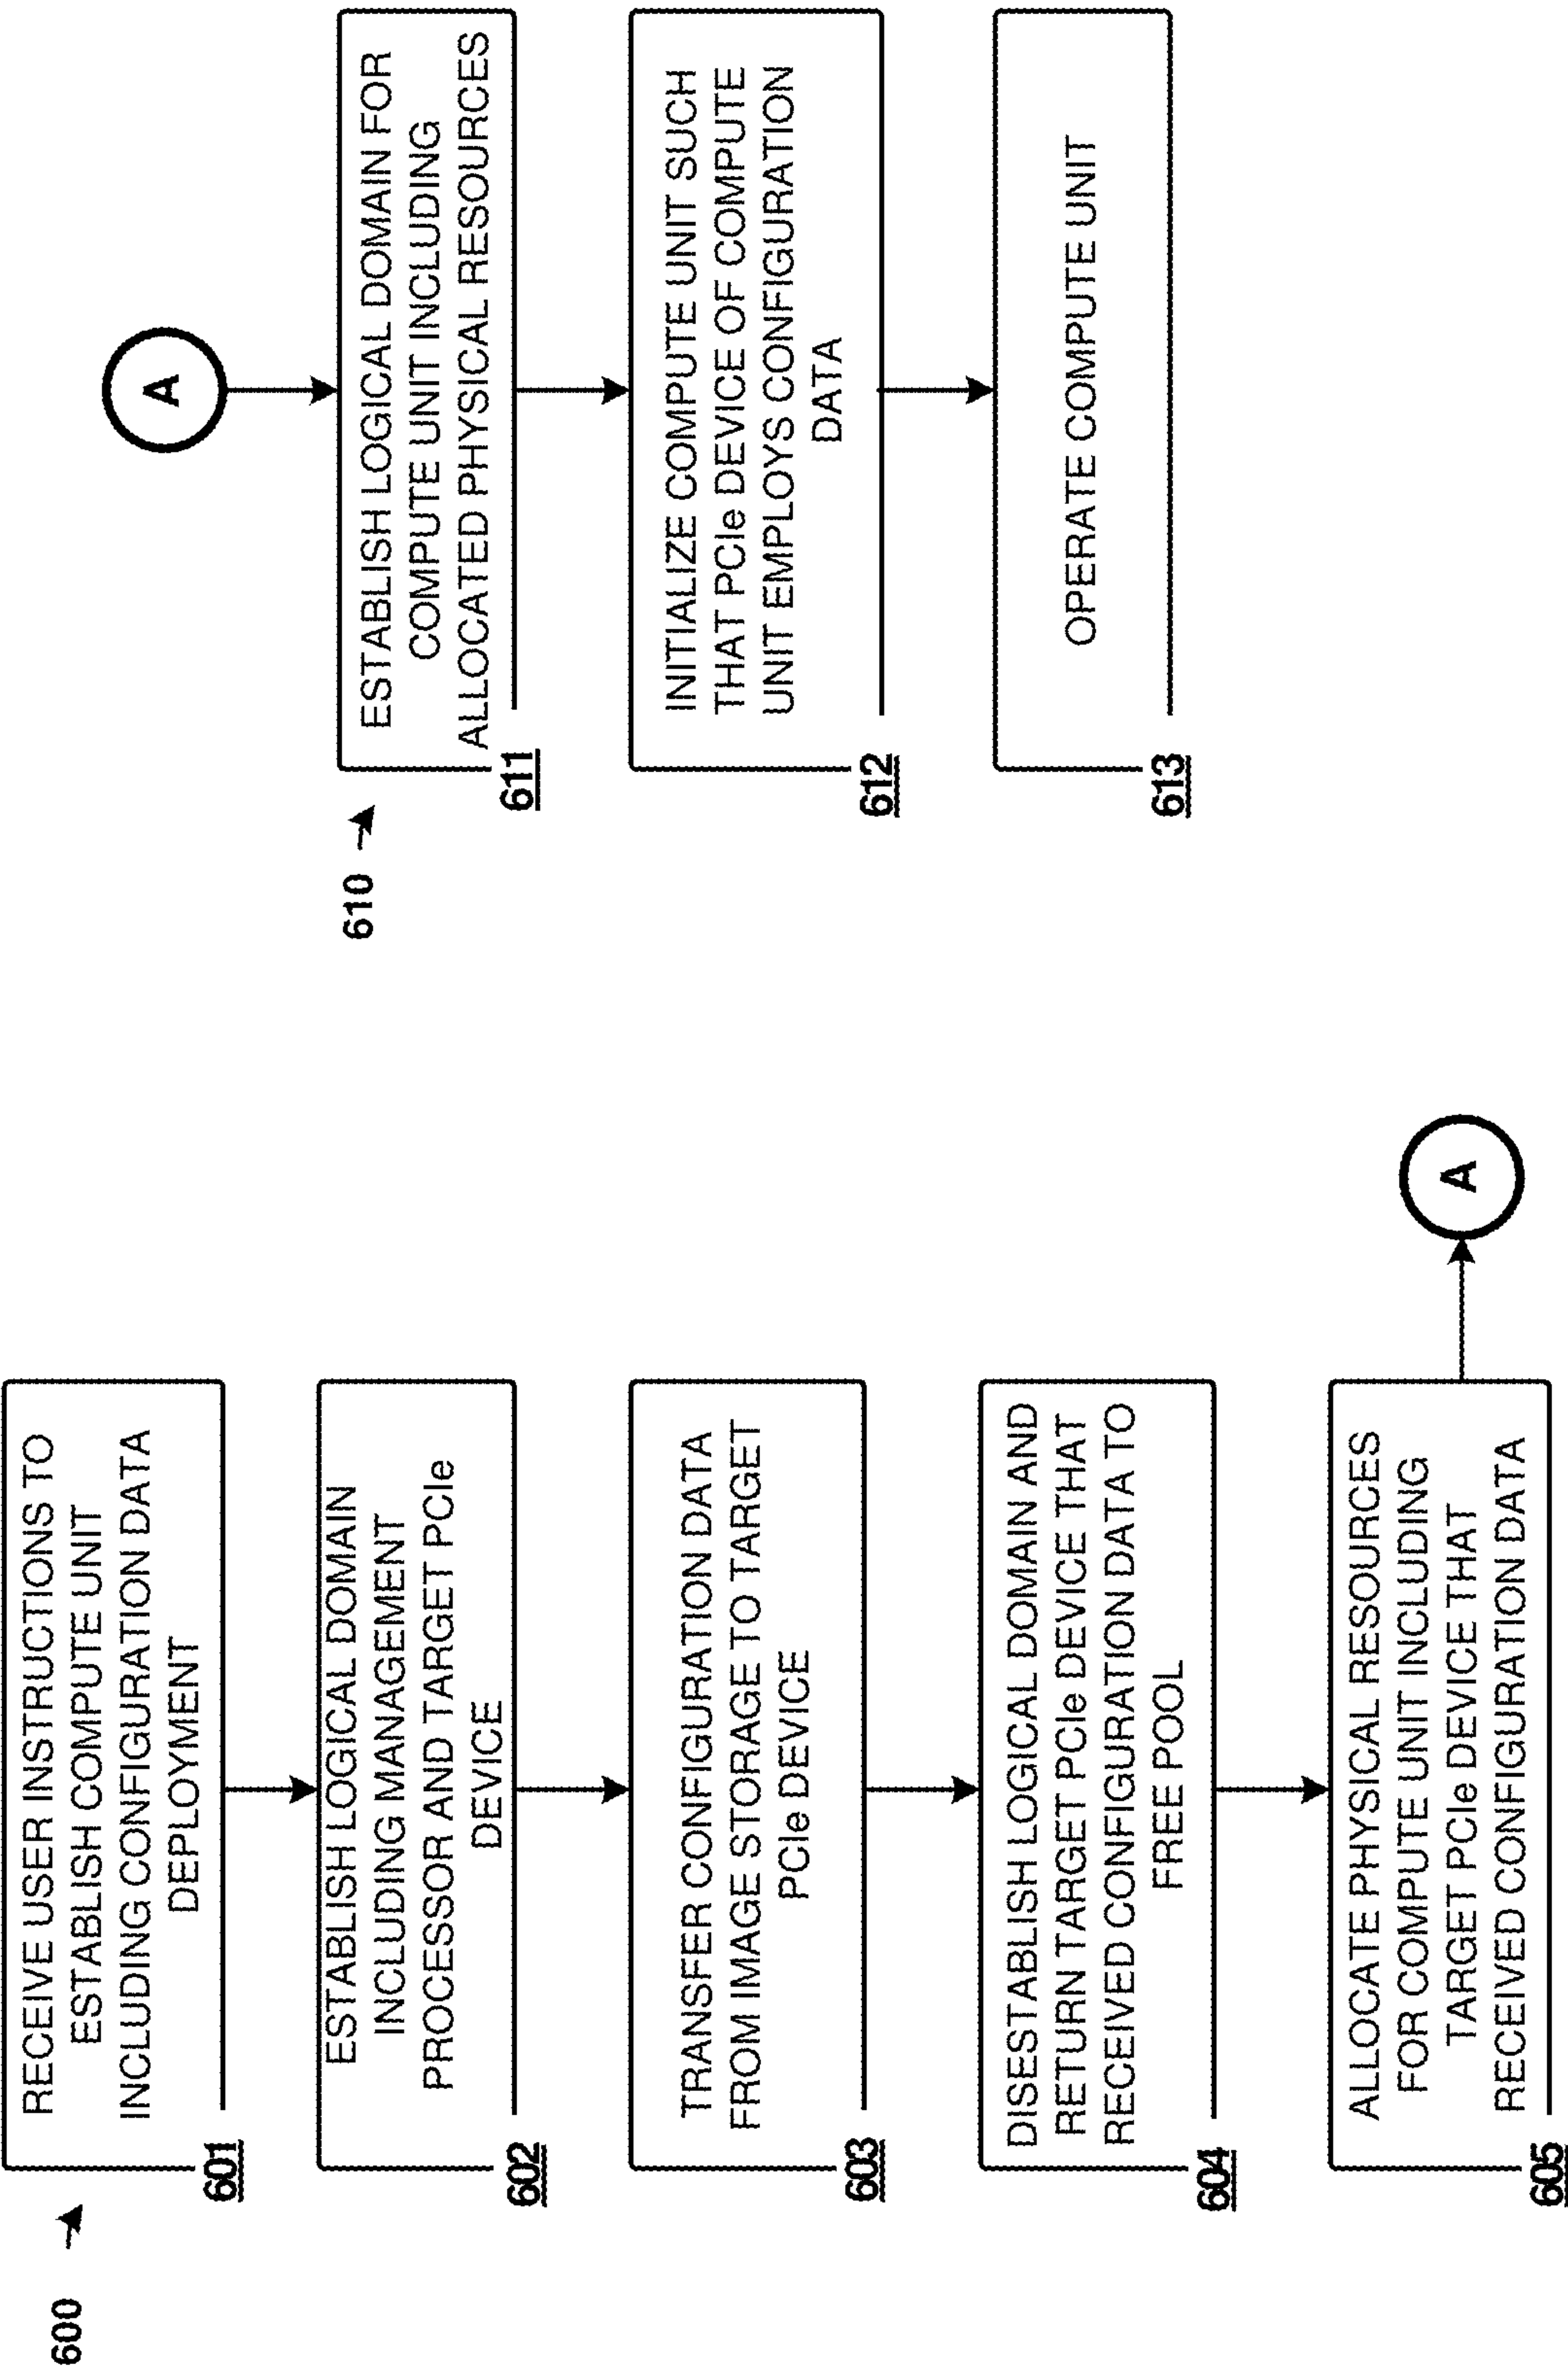 600
RECEIVE USER INSTRUCTIONS TO
ESTABLISH COMPUTE UNIT
INCLUDING CONFIGURATION DATA
DEPLOYMENT
601
ESTABLISH LOGICAL DOMAIN
INCLUDING MANAGEMENT
PROCESSOR AND TARGET PCIe
DEVICE
602
TRANSFER CONFIGURATION DATA
FROM IMAGE STORAGE TO TARGET
PCIe DEVICE
603
DISESTABLISH LOGICAL DOMAIN AND
RETURN TARGET PCIe DEVICE THAT
RECEIVED CONFIGURATION DATA TO
FREE POOL
604
ALLOCATE PHYSICAL RESOURCES
FOR COMPUTE UNIT INCLUDING
TARGET PCIe DEVICE THAT
RECEIVED CONFIGURATION DATA
605
A
A
610
ESTABLISH LOGICAL DOMAIN FOR
COMPUTE UNIT INCLUDING
ALLOCATED PHYSICAL RESOURCES
611
INITIALIZE COMPUTE UNIT SUCH
THAT PCIe DEVICE OF COMPUTE
UNIT EMPLOYS CONFIGURATION
DATA
612
OPERATE COMPUTE UNIT
613